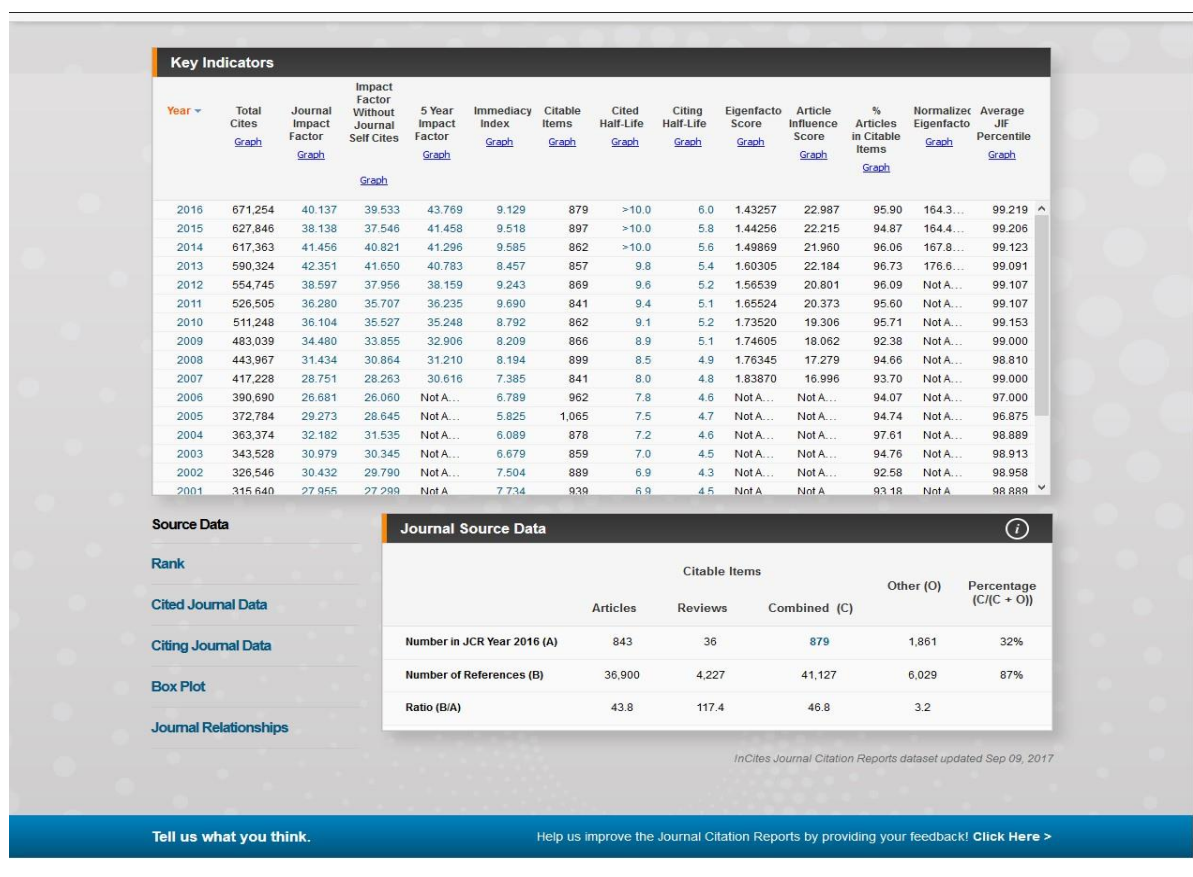 Key Indicators
Year Total Cites Graph Journal Impact Factor Graph Impact Factor Without Journal Self Cites Graph 5 Year Impact Factor Graph Immediacy Index Graph Citable Items Graph Cited Half-Life Graph Citing Half-Life Graph Eigenfacto Score Graph Article Influence Score Graph % Articles in Citable Items Graph Normalized Eigenfacto Graph Average JIF Percentile Graph
2016 671,254 40.137 39.533 43.769 9.129 879 >10.0 6.0 1.43257 22.987 95.90 164.3... 99.219
2015 627,846 38.138 37.546 41.458 9.518 897 >10.0 5.8 1.44256 22.215 94.87 164.4... 99.206
2014 617,363 41.456 40.821 41.296 9.585 862 >10.0 5.6 1.49869 21.960 96.06 167.8... 99.123
2013 590,324 42.351 41.650 40.783 8.457 857 9.8 5.4 1.60305 22.184 96.73 176.6... 99.091
2012 554,745 38.597 37.956 38.159 9.243 869 9.6 5.2 1.56539 20.801 96.09 Not A... 99.107
2011 526,505 36.280 35.707 36.235 9.690 841 9.4 5.1 1.65524 20.373 95.60 Not A... 99.107
2010 511,248 36.104 35.527 35.248 8.792 862 9.1 5.2 1.73520 19.306 95.71 Not A... 99.153
2009 483,039 34.480 33.855 32.906 8.209 866 8.9 5.1 1.74605 18.062 92.38 Not A... 99.000
2008 443,967 31.434 30.864 31.210 8.194 899 8.5 4.9 1.76345 17.279 94.66 Not A... 98.810
2007 417,228 28.751 28.263 30.616 7.385 841 8.0 4.8 1.83870 16.996 93.70 Not A... 99.000
2006 390,690 26.681 26.060 Not A... 6.789 962 7.8 4.6 Not A... Not A... 94.07 Not A... 97.000
2005 372,784 29.273 28.645 Not A... 5.825 1,065 7.5 4.7 Not A... Not A... 94.74 Not A... 96.875
2004 363,374 32.182 31.535 Not A... 6.089 878 7.2 4.6 Not A... Not A... 97.61 Not A... 98.889
2003 343,528 30.979 30.345 Not A... 6.679 859 7.0 4.5 Not A... Not A... 94.76 Not A... 98.913
2002 326,546 30.432 29.790 Not A... 7.504 889 6.9 4.3 Not A... Not A... 92.58 Not A... 98.958
2001 315,640 27.955 27.299 Not A 7.734 939 6.9 4.5 Not A Not A 93.18 Not A 98.889
Source Data
Rank
Cited Journal Data
Citing Journal Data
Box Plot
Journal Relationships
Journal Source Data
Citable Items
Articles Reviews Combined (C) Other (O) Percentage (C/(C + O))
Number in JCR Year 2016 (A) 843 36 879 1,861 32%
Number of References (B) 36,900 4,227 41,127 6,029 87%
Ratio (B/A) 43.8 117.4 46.8 3.2
InCites Journal Citation Reports dataset updated Sep 09, 2017
Tell us what you think. Help us improve the Journal Citation Reports by providing your feedback! Click Here >